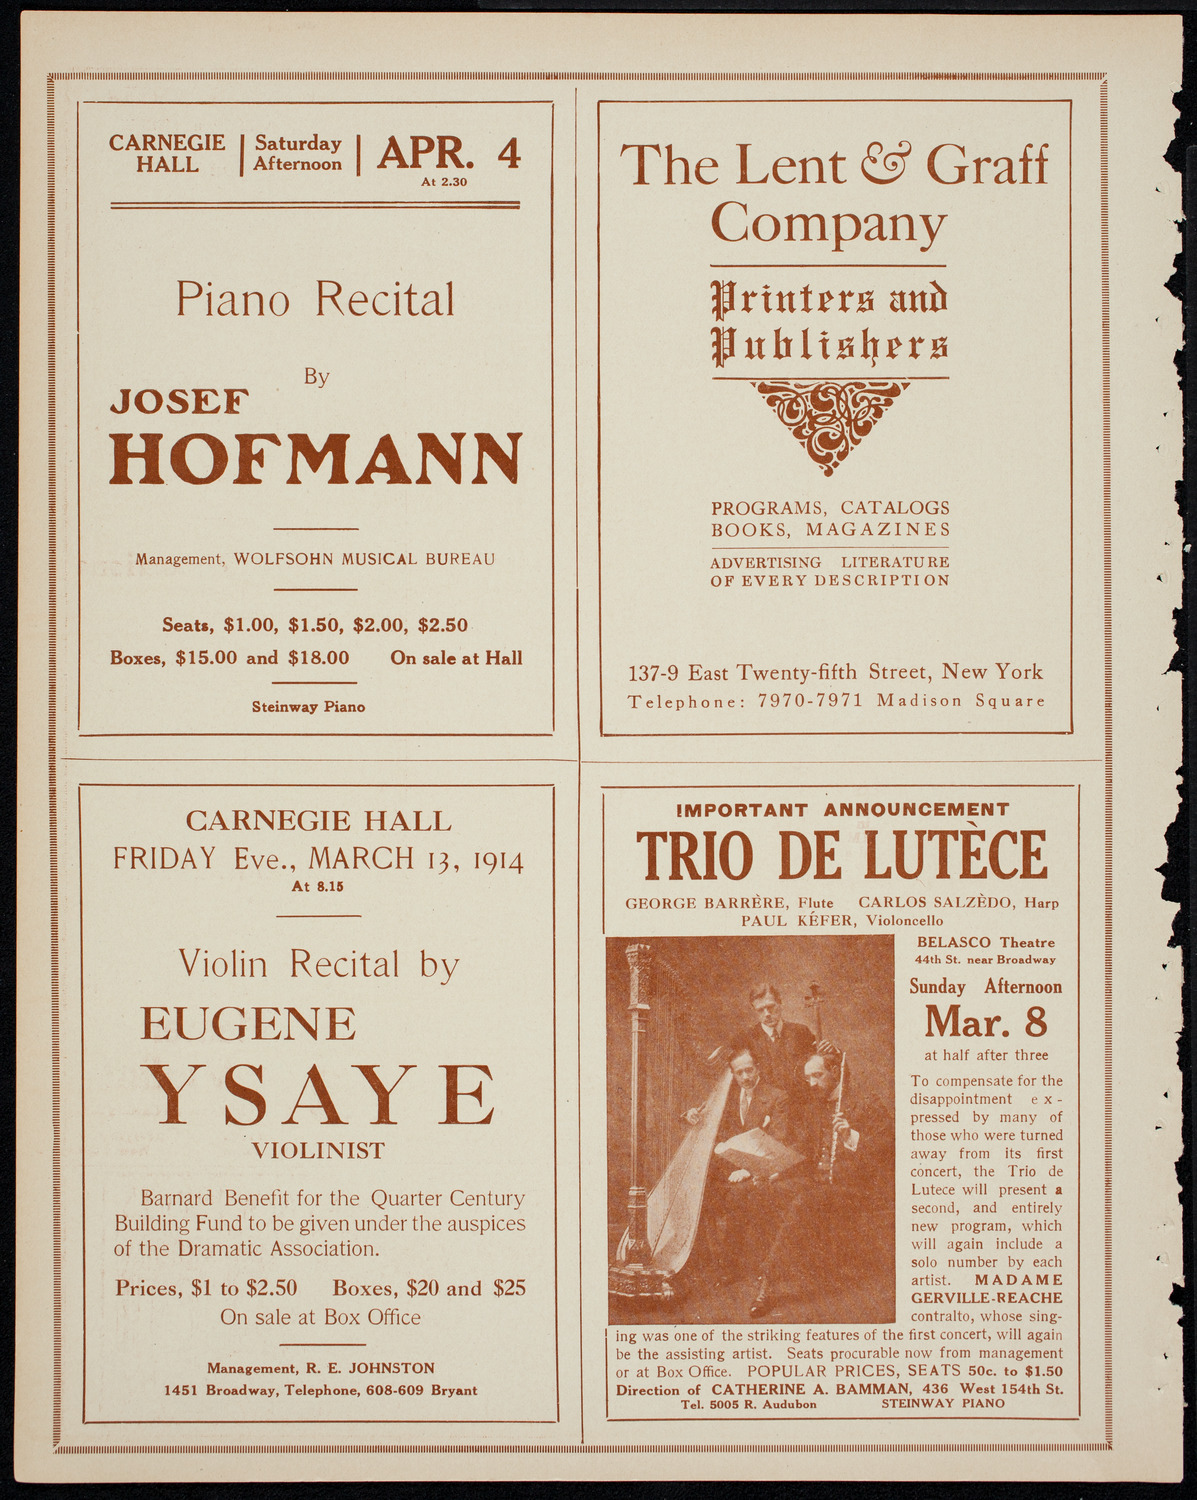 CARNEGIE HALL
Saturday Afternoon
APR. 4
At 2.30
Piano Recital
By
JOSEF
HOFMANN
Management, WOLFSOHN MUSICAL BUREAU
Seats, $1.00, $1.50, $2.00, $2.50
Boxes, $15.00 and $18.00 On sale at Hall
Steinway Piano
The Lent & Graff
Company
Printers and
Publishers
PROGRAMS, CATALOGS
BOOKS, MAGAZINES
ADVERTISING LITERATURE
OF EVERY DESCRIPTION
137-9 East Twenty-fifth Street, New York
Telephone: 7970-7971 Madison Square
CARNEGIE HALL
FRIDAY Eve., MARCH 13, 1914
At 8.15
Violin Recital by
EUGENE
YSAYE
VIOLINIST
Barnard Benefit for the Quarter Century
Building Fund to be given under the auspices
of the Dramatic Association.
Prices, $1 to $2.50 Boxes, $20 and $25
On sale at Box Office
Management, R. E. JOHNSTON
1451 Broadway, Telephone, 608-609 Bryant
IMPORTANT ANNOUNCEMENT
TRIO DE LUTÈCE
GEORGE BARRÈRE, Flute CARLOS SALZÈDO, Harp
PAUL KÉFER, Violoncello
BELASCO Theatre
44th St. near Broadway
Sunday Afternoon
Mar. 8
at half after three
To compensate for the
disappointment ex-
pressed by many of
those who were turned
away from its first
concert, the Trio de
Lutece will present a
second, and entirely
new program, which
will again include a
solo number by each
artist. MADAME
GERVILLE-REACHE
contralto, whose sing-
ing was one of the striking features of the first concert, will again
be the assisting artist. Seats procurable now from management
or at Box Office. POPULAR PRICES, SEATS 50c. to $1.50
Direction of CATHERINE A. BAMMAN, 436 West 154th St.
Tel. 5005 R. Audubon STEINWAY PIANO